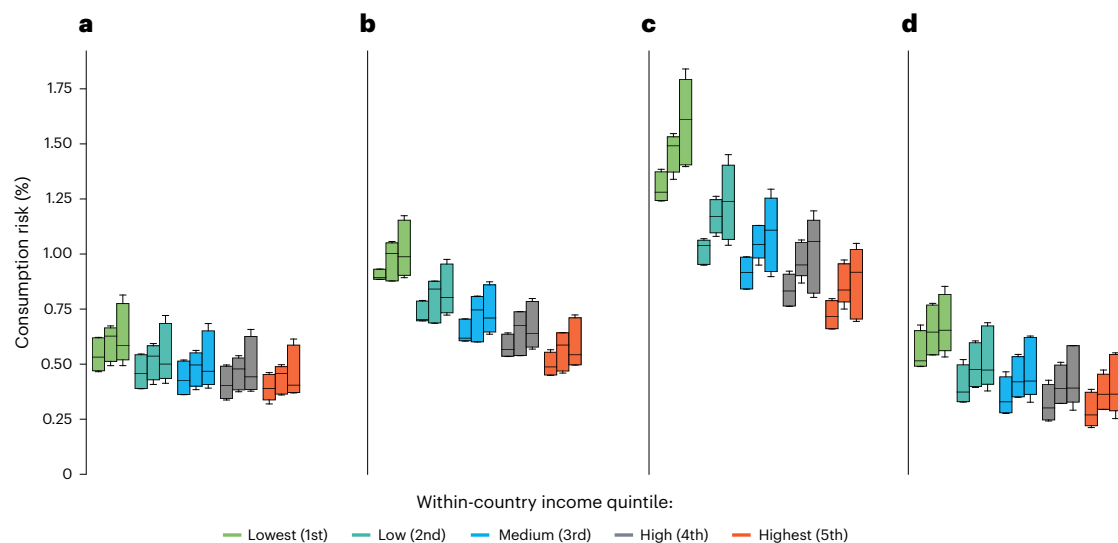 a b c d
1.75
1.50
1.25
1.00
0.75
0.50
0.25
0
Consumption risk (%)
Within-country income quintile:
Lowest (1st) Low (2nd) Medium (3rd) High (4th) Highest (5th)